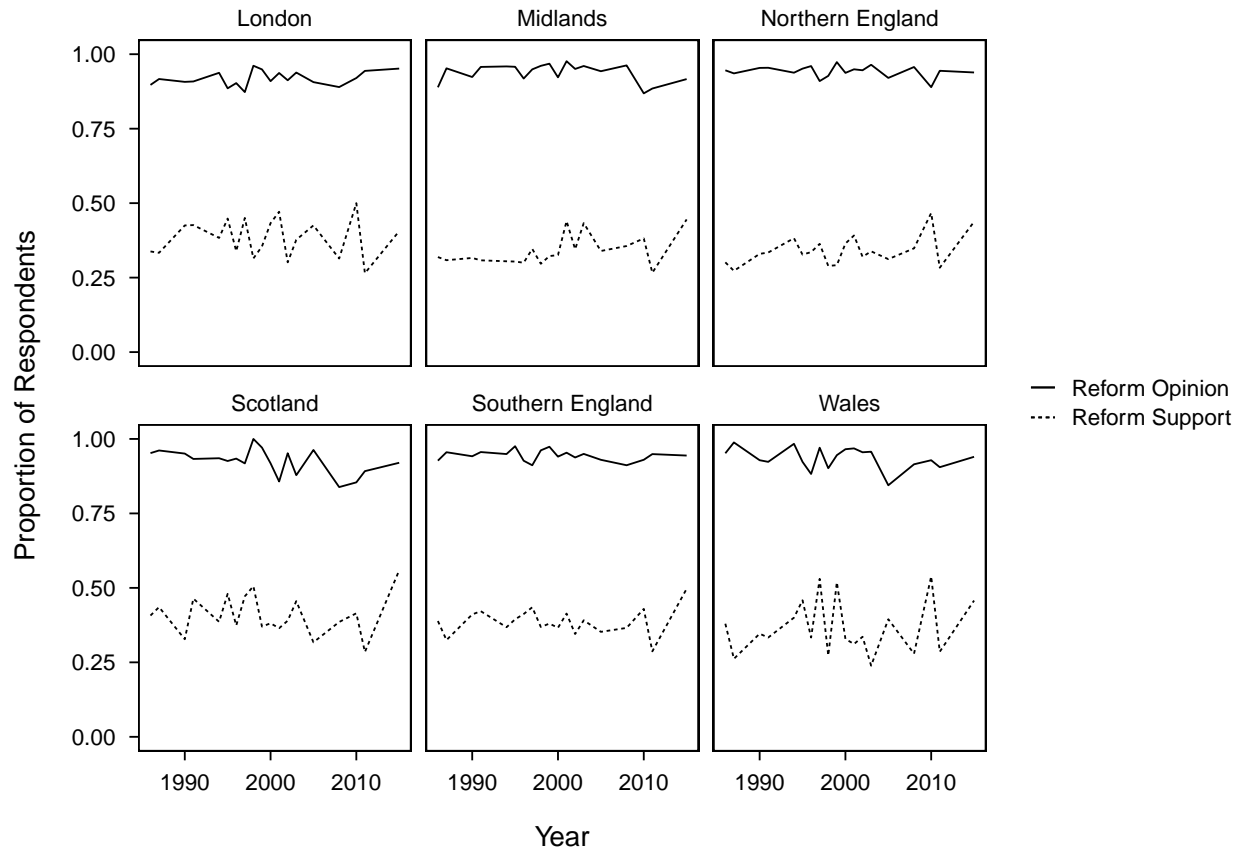 London Midlands Northern England
1.00
0.75
0.50
0.25
0.00
Scotland Southern England Wales
1.00
0.75
0.50
0.25
0.00
1990 2000 2010 1990 2000 2010 1990 2000 2010
Year
Proportion of Respondents
Reform Opinion
Reform Support